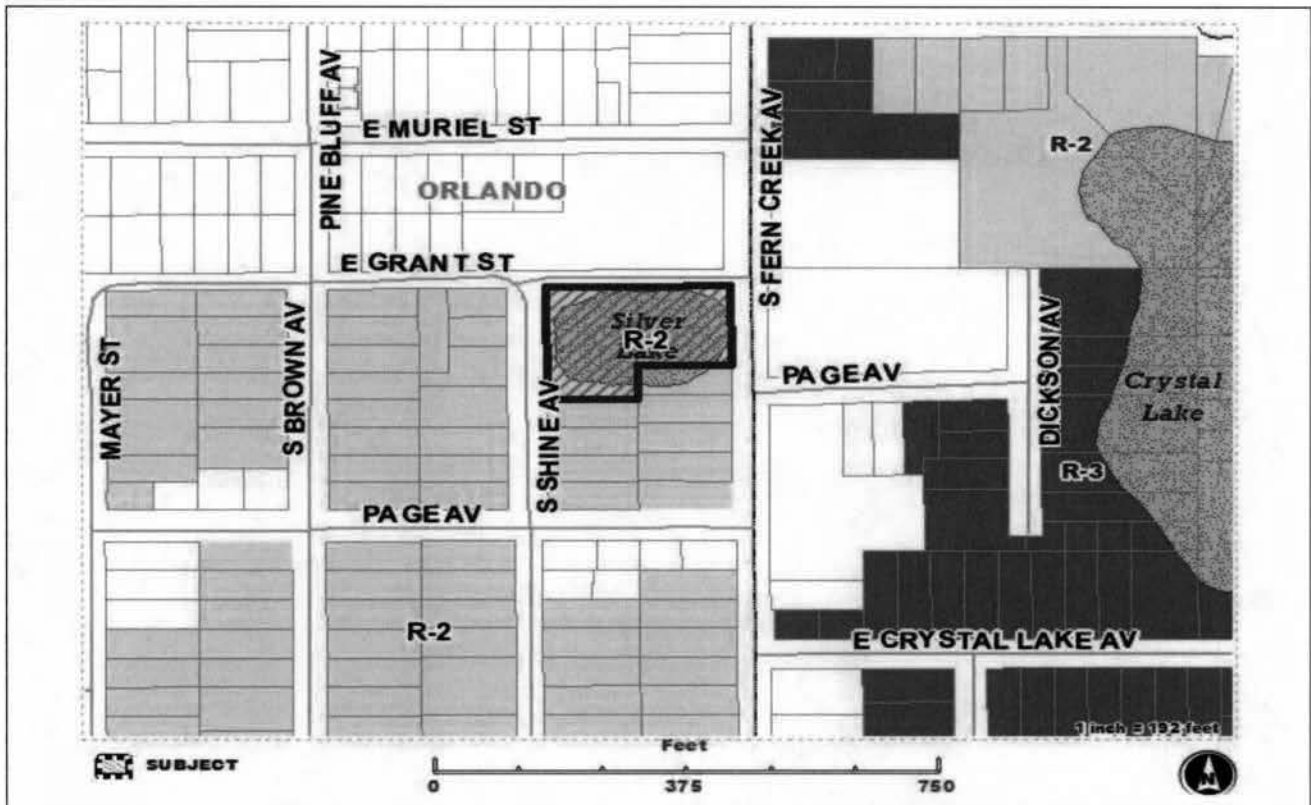 PINE BLUFF AV
E MURIEL ST
S FERN CREEK AV
R-2
ORLANDO
E GRANT ST
MAYER ST
S BROWN AV
S SHINE AV
Silver
R-2
Lake
DICKSON AV
PAGE AV
Crystal
Lake
R-3
PAGE AV
R-2
E CRYSTAL LAKE AV
1 inch = 192 feet
SUBJECT
Feet
0 375 750
N